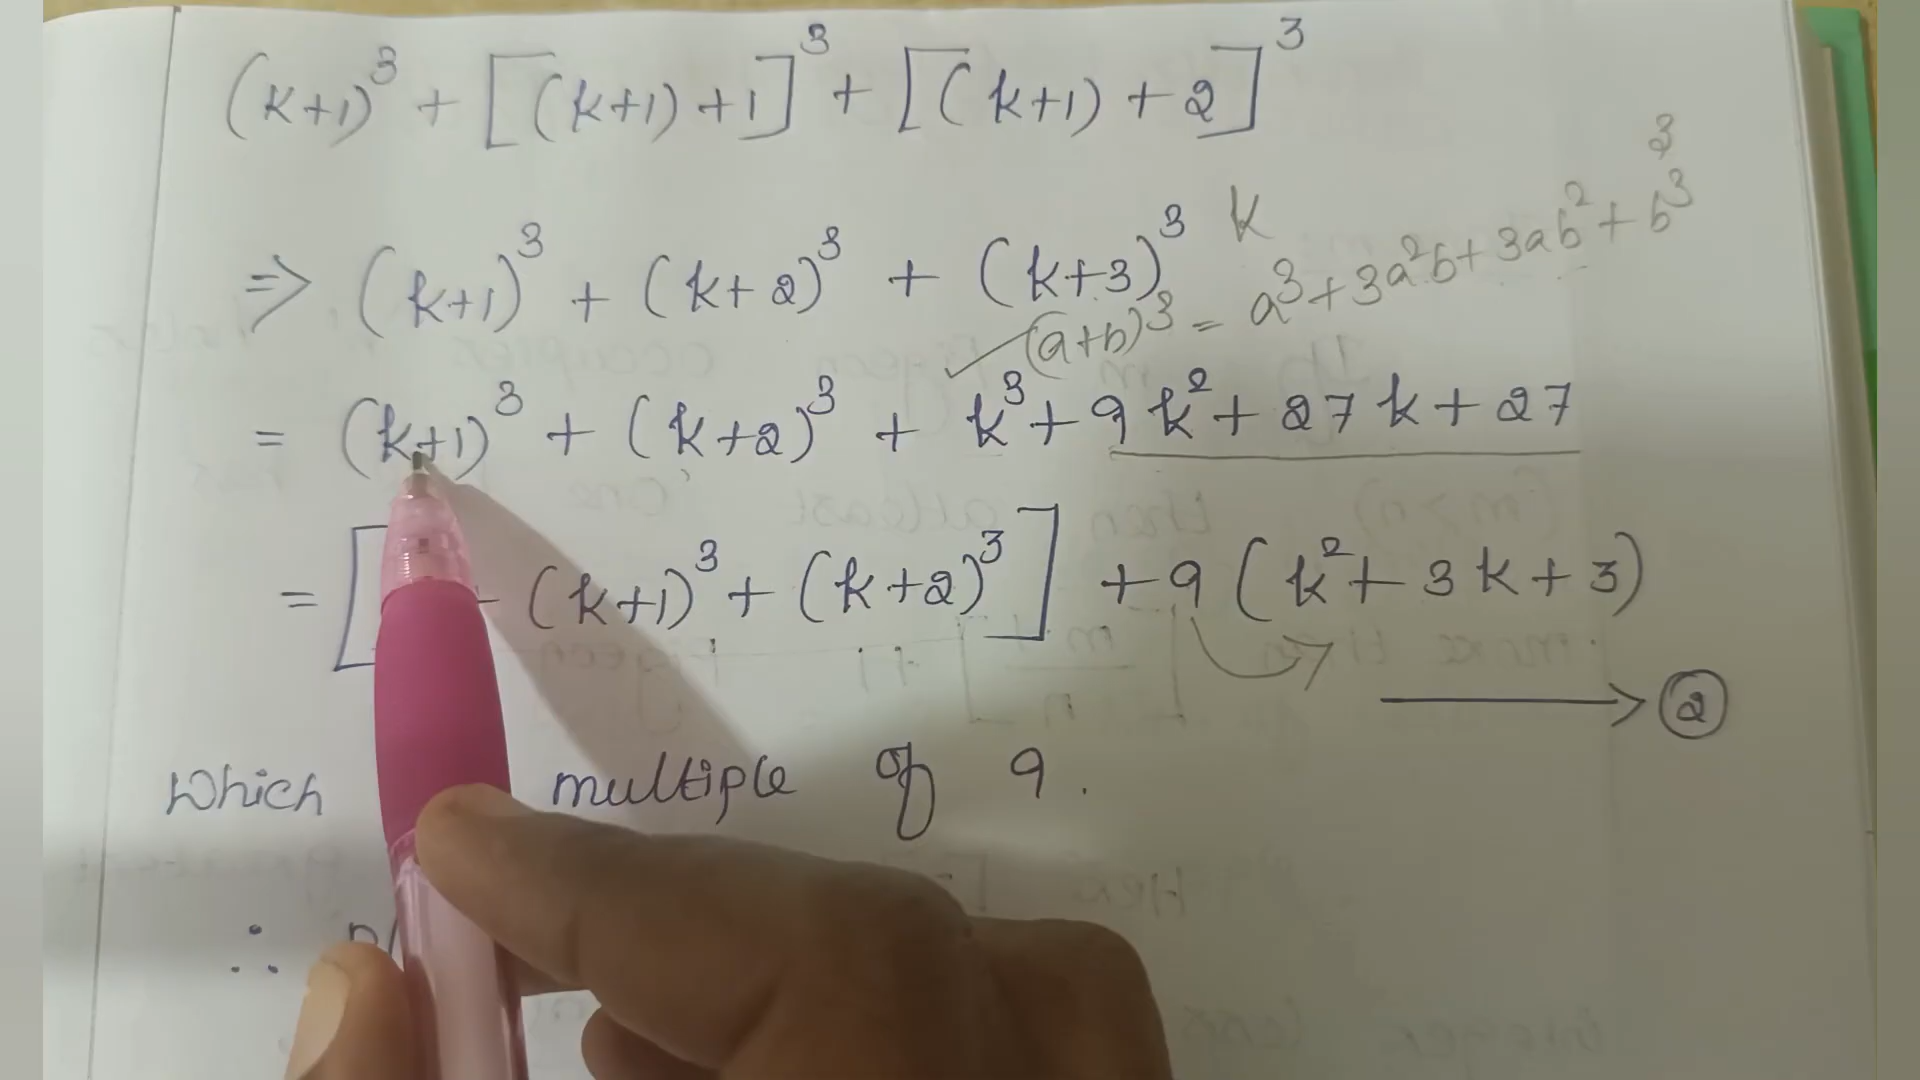 (k+1)³ + [(k+1)+1]³ + [(k+1)+2]³
⇒ (k+1)³ + (k+2)³ + (k+3)³ k
3
(a+b)³ = a³+3a²b+3ab²+b³
= (k+1)³ + (k+2)³ + k³+9k²+27k+27
= [ + (k+1)³ + (k+2)³ ] +9(k²+3k+3)
→ ②
Which multiple of 9.
∴